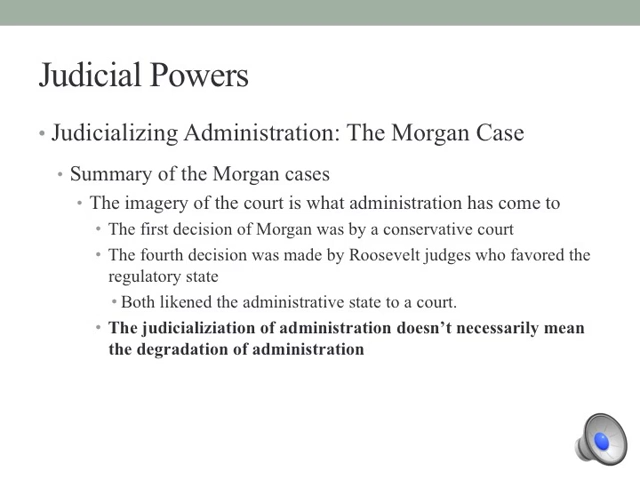 Judicial Powers
• Judicializing Administration: The Morgan Case
• Summary of the Morgan cases
• The imagery of the court is what administration has come to
• The first decision of Morgan was by a conservative court
• The fourth decision was made by Roosevelt judges who favored the
regulatory state
• Both likened the administrative state to a court.
• The judicializiation of administration doesn’t necessarily mean
the degradation of administration